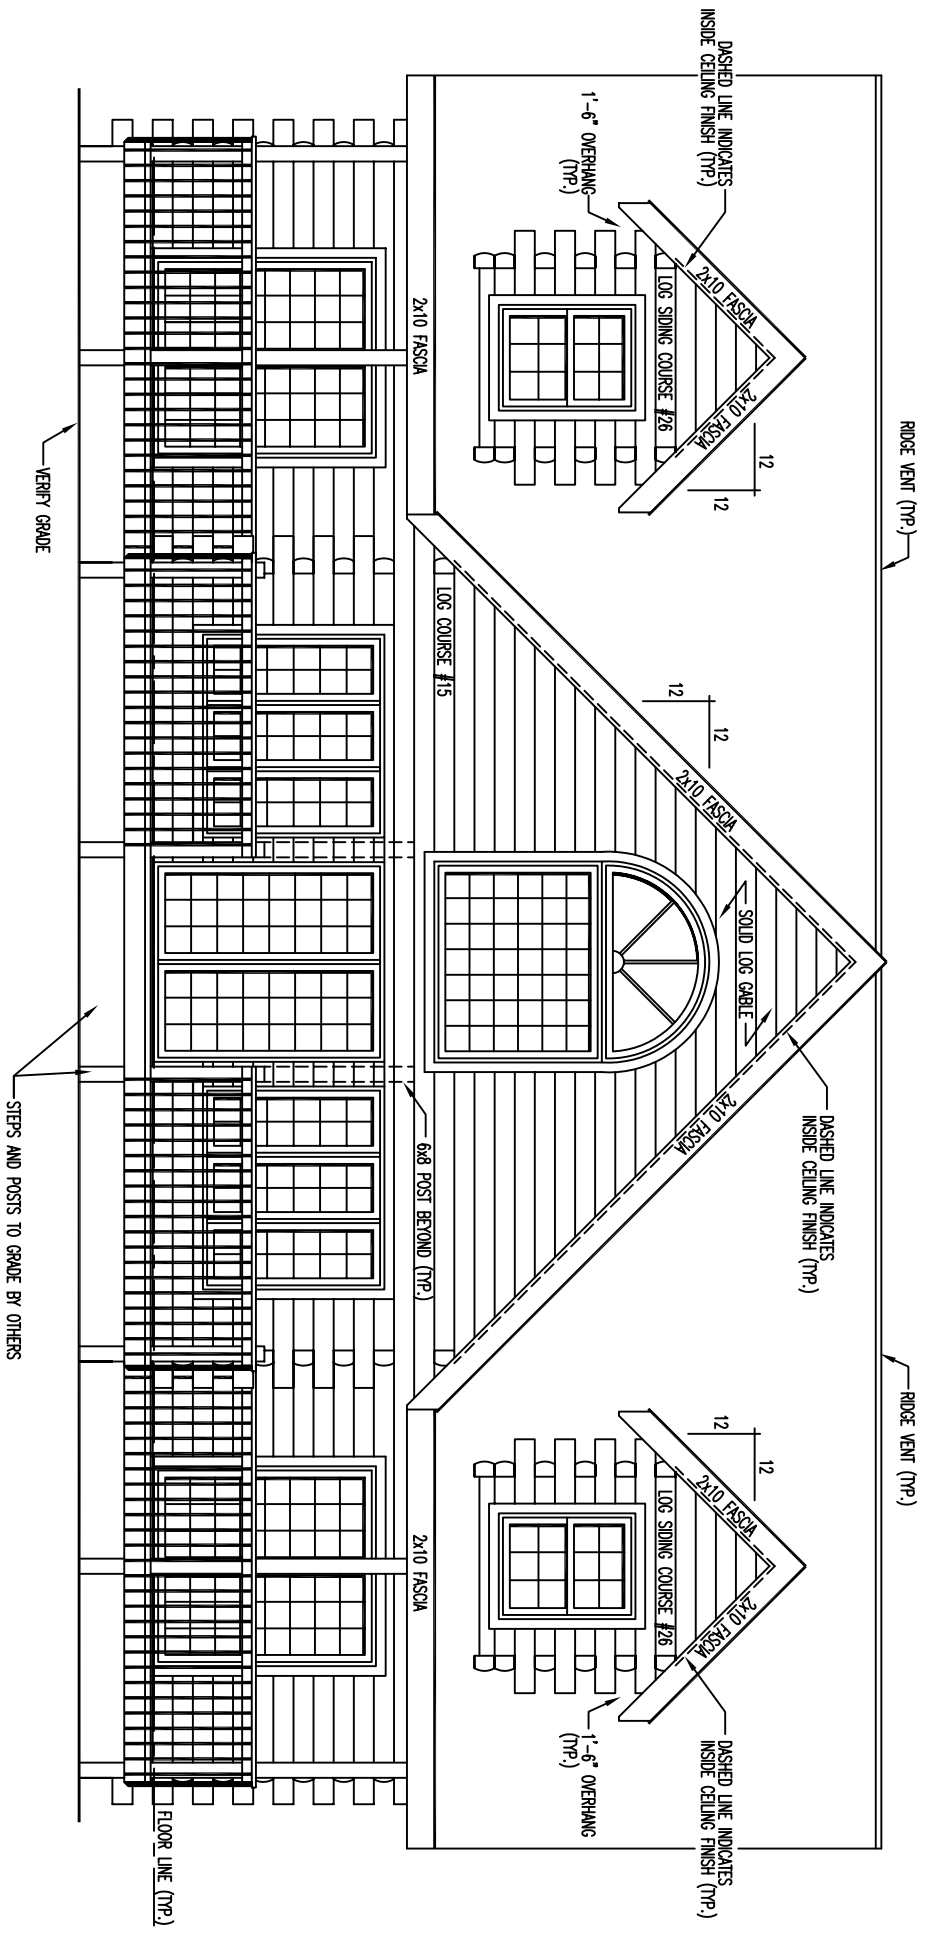 RIDGE VENT (TYP.)
RIDGE VENT (TYP.)
DASHED LINE INDICATES
INSIDE CEILING FINISH (TYP.)
2x10 FASCIA
2x10 FASCIA
12
12
LOG SIDING COURSE #26
1'-6" OVERHANG
(TYP.)
12
12
2x10 FASCIA
SOLID LOG GABLE
2x10 FASCIA
DASHED LINE INDICATES
INSIDE CEILING FINISH (TYP.)
12
12
2x10 FASCIA
2x10 FASCIA
LOG SIDING COURSE #26
DASHED LINE INDICATES
INSIDE CEILING FINISH (TYP.)
1'-6" OVERHANG
(TYP.)
2x10 FASCIA
LOG COURSE #15
6x8 POST BEYOND (TYP.)
2x10 FASCIA
FLOOR LINE (TYP.)
VERIFY GRADE
STEPS AND POSTS TO GRADE BY OTHERS